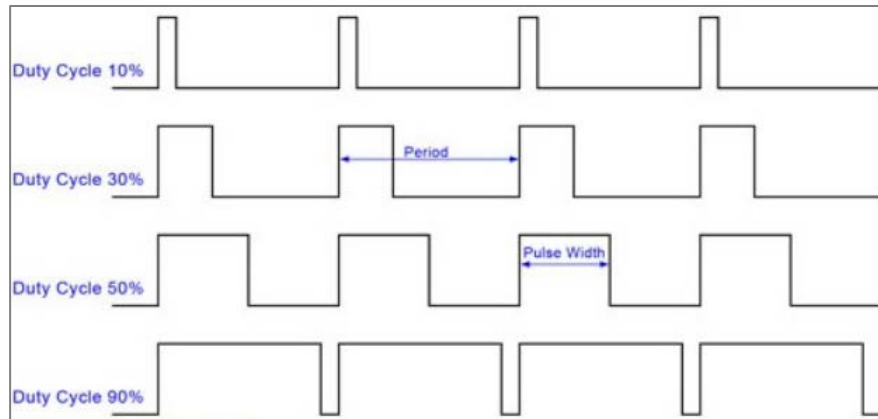 Duty Cycle 10%
Period
Duty Cycle 30%
Pulse Width
Duty Cycle 50%
Duty Cycle 90%